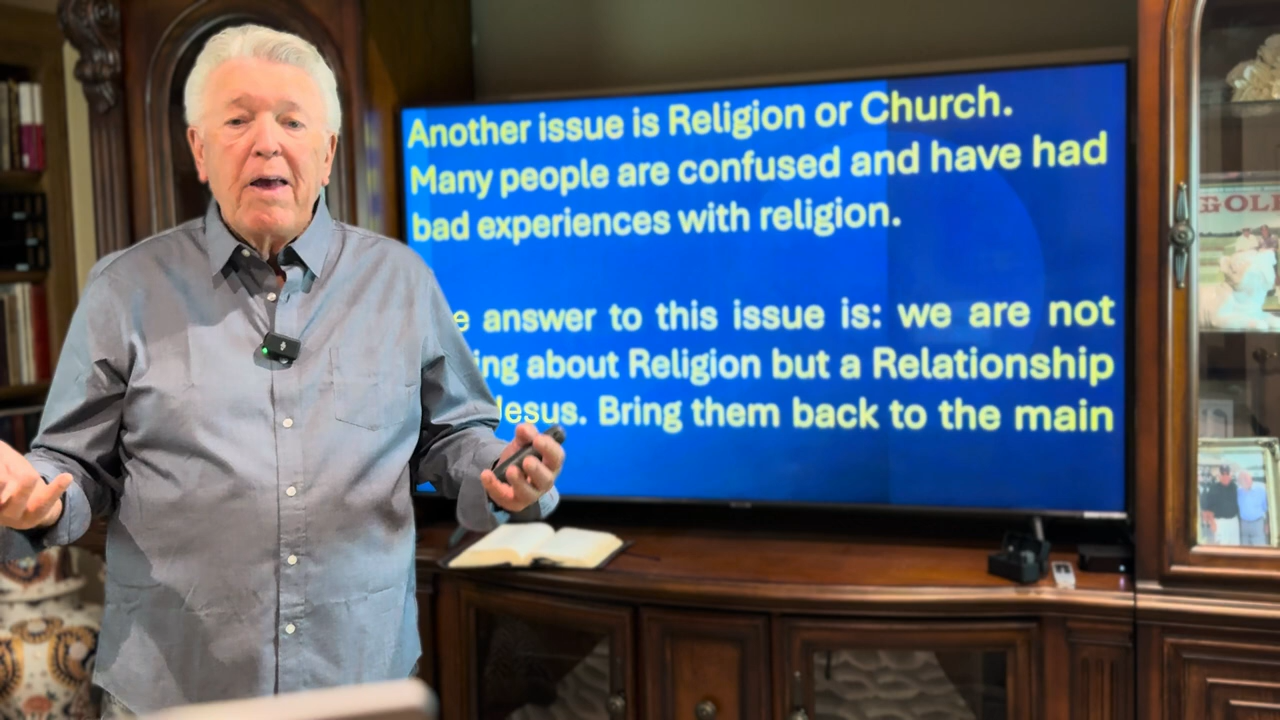 Another issue is Religion or Church.
Many people are confused and have had
bad experiences with religion.
answer to this issue is: we are not
about Religion but a Relationship
Jesus. Bring them back to the main